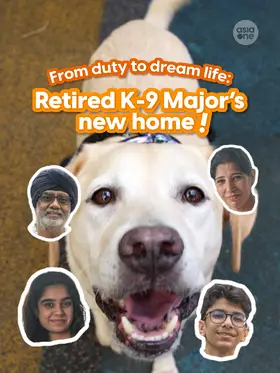 asia
one
From duty to dream life:
Retired K-9 Major's
new home!